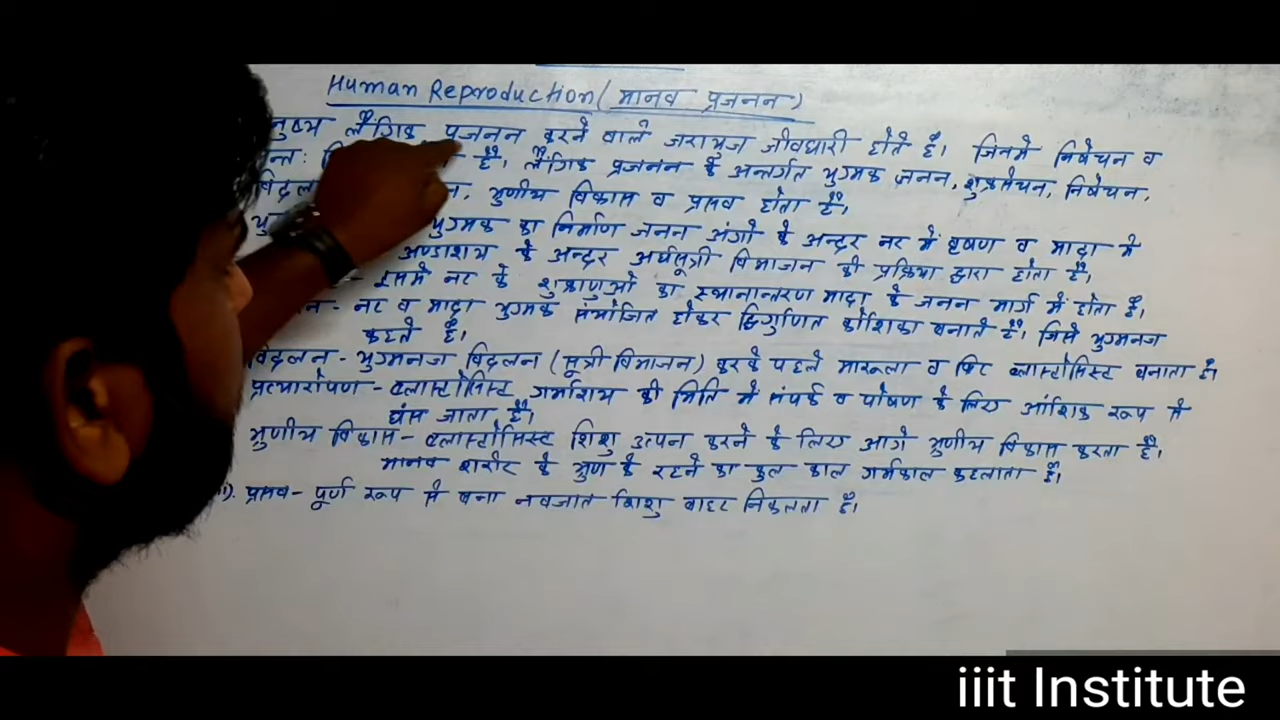 Human Reproduction (मानव प्रजनन)
लैंगिक प्रजनन करने वाले जरायुज जीवधारी होते हैं। जिनमे निषेचन व
हैं। लैंगिक प्रजनन के अन्तर्गत युग्मक जनन, शुक्रसेचन, निषेचन,
भ्रुणीय विकास व प्रसव होता हैं।
युग्मक का निर्माण जनन अंगो के अन्दर नर में वृषण व मादा मे
अण्डाशय के अन्दर अर्धसूत्री विभाजन की प्रक्रिया द्वारा होता है।
- इसमे नर के शुक्राणुओ का स्थानान्तरण मादा के जनन मार्ग में होता है।
- नर व मादा युग्मक संयोजित होकर द्विगुणित कोशिका बनाते हैं। जिसे युग्मनज
कहते हैं।
विदलन - युग्मनज विदलन (सूत्री विभाजन) करके पहले मारूला व फिर ब्लास्टोसिस्ट बनाता है।
प्रत्यारोपण - ब्लास्टोसिस्ट गर्भाशय की भिति मे संपर्क व पोषण के लिए आंशिक रूप से
धंस जाता है।
भ्रुणीय विकास - ब्लास्टोसिस्ट शिशु उत्पन करने के लिए आगे भ्रुणीय विकास करता है।
मानव शरीर के भ्रुण के रहने का कुल काल गर्भकाल कहलाता है।
प्रसव - पूर्ण रूप से बना नवजात शिशु बाहर निकलता है।
iiit Institute